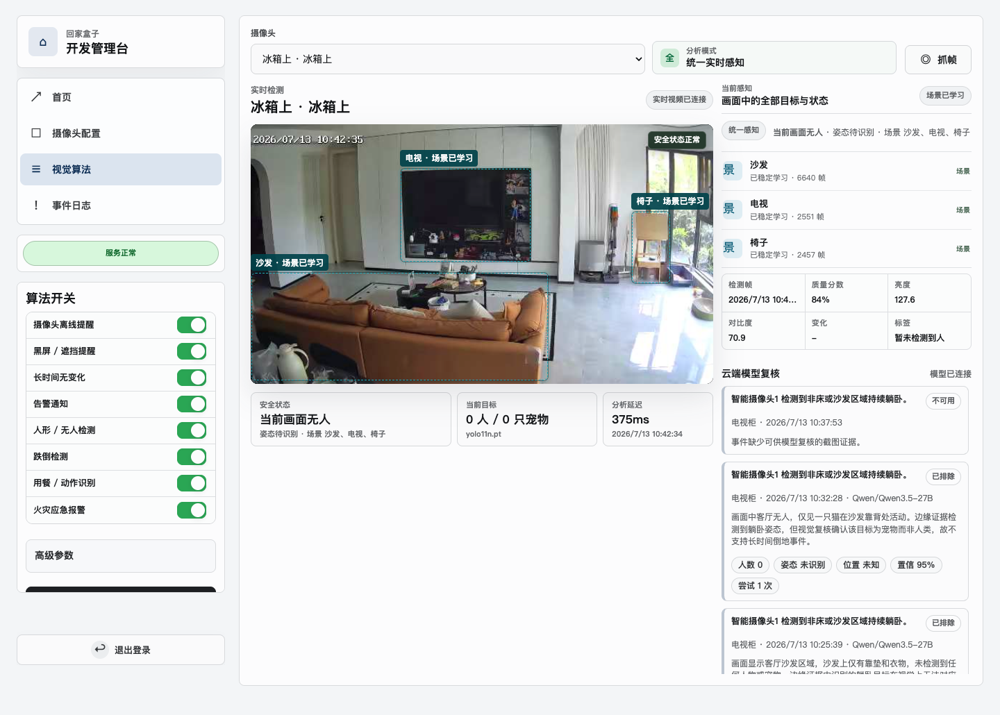 回家盒子
开发管理台
首页
摄像头配置
视觉算法
事件日志
服务正常
算法开关
摄像头离线提醒
黑屏 / 遮挡提醒
长时间无变化
告警通知
人形 / 无人检测
跌倒检测
用餐 / 动作识别
火灾应急报警
高级参数
退出登录
摄像头
冰箱上 · 冰箱上
全
分析模式
统一实时感知
抓帧
实时检测
冰箱上 · 冰箱上
实时视频已连接
2026/07/13 10:42:35
安全状态正常
电视 · 场景已学习
椅子 · 场景已学习
沙发 · 场景已学习
安全状态
当前画面无人
姿态待识别 · 场景 沙发、电视、椅子
当前目标
0 人 / 0 只宠物
yolo11n.pt
分析延迟
375ms
2026/7/13 10:42:34
当前感知
画面中的全部目标与状态
场景已学习
统一感知
当前画面无人 · 姿态待识别 · 场景 沙发、电视、椅子
景
沙发
已稳定学习 · 6640 帧
场景
景
电视
已稳定学习 · 2551 帧
场景
景
椅子
已稳定学习 · 2457 帧
场景
检测帧
2026/7/13 10:4...
质量分数
84%
亮度
127.6
对比度
70.9
变化
–
标签
暂未检测到人
云端模型复核
模型已连接
智能摄像头1 检测到非床或沙发区域持续躺卧。
不可用
电视柜 · 2026/7/13 10:37:53
事件缺少可供模型复核的截图证据。
智能摄像头1 检测到非床或沙发区域持续躺卧。
已排除
电视柜 · 2026/7/13 10:32:28 · Qwen/Qwen3.5-27B
画面中客厅无人，仅见一只猫在沙发靠背处活动。边缘证据检
测到躺卧姿态，但视觉复核确认该目标为宠物而非人类，故不
支持长时间倒地事件。
人数 0
姿态 未识别
位置 未知
置信 95%
尝试 1 次
智能摄像头1 检测到非床或沙发区域持续躺卧。
已排除
电视柜 · 2026/7/13 10:25:39 · Qwen/Qwen3.5-27B
画面显示客厅沙发区域，沙发上仅有靠垫和衣物，未检测到任